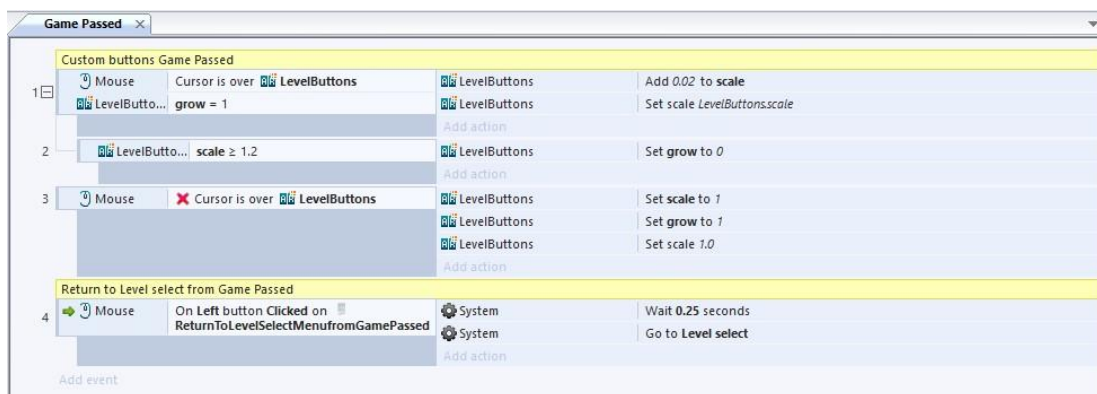 Game Passed ×
Custom buttons Game Passed
1 Mouse Cursor is over LevelButtons LevelButtons Add 0.02 to scale
LevelButto... grow = 1 LevelButtons Set scale LevelButtons.scale
Add action
2 LevelButto... scale ≥ 1.2 LevelButtons Set grow to 0
Add action
3 Mouse Cursor is over LevelButtons LevelButtons Set scale to 1
LevelButtons Set grow to 1
LevelButtons Set scale 1.0
Add action
Return to Level select from Game Passed
4 Mouse On Left button Clicked on System Wait 0.25 seconds
ReturnToLevelSelectMenufromGamePassed System Go to Level select
Add action
Add event